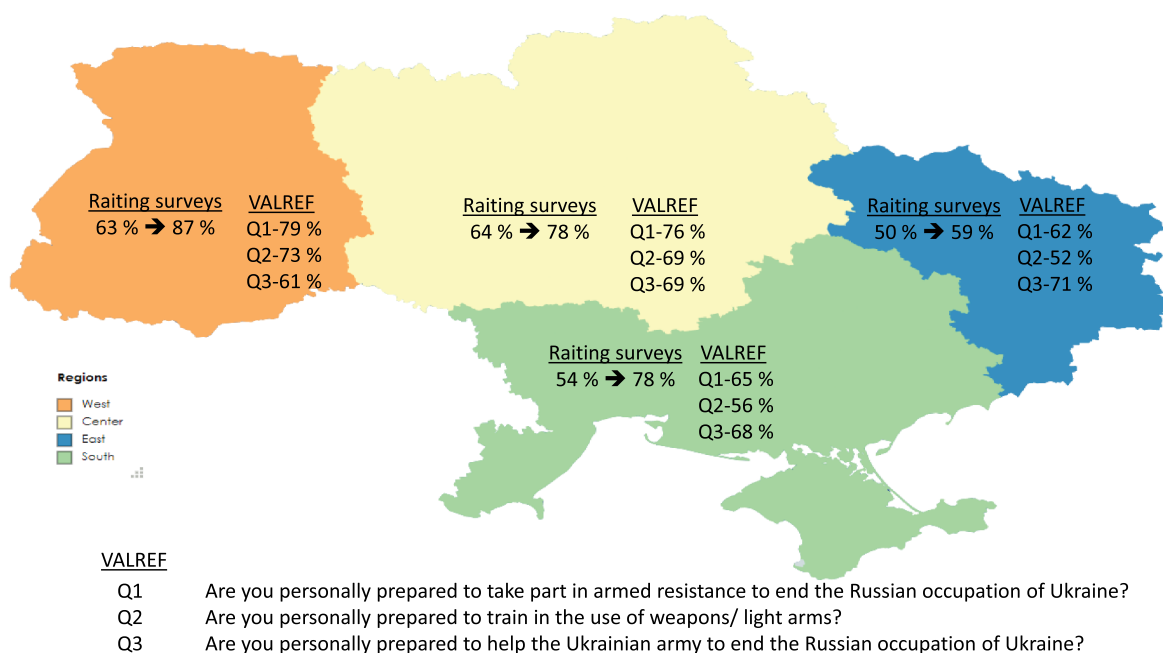 Raiting surveys
63 % ➔ 87 %
VALREF
Q1-79 %
Q2-73 %
Q3-61 %
Raiting surveys
64 % ➔ 78 %
VALREF
Q1-76 %
Q2-69 %
Q3-69 %
Raiting surveys
50 % ➔ 59 %
VALREF
Q1-62 %
Q2-52 %
Q3-71 %
Raiting surveys
54 % ➔ 78 %
VALREF
Q1-65 %
Q2-56 %
Q3-68 %
Regions
West
Center
East
South
VALREF
Q1 Are you personally prepared to take part in armed resistance to end the Russian occupation of Ukraine?
Q2 Are you personally prepared to train in the use of weapons/ light arms?
Q3 Are you personally prepared to help the Ukrainian army to end the Russian occupation of Ukraine?